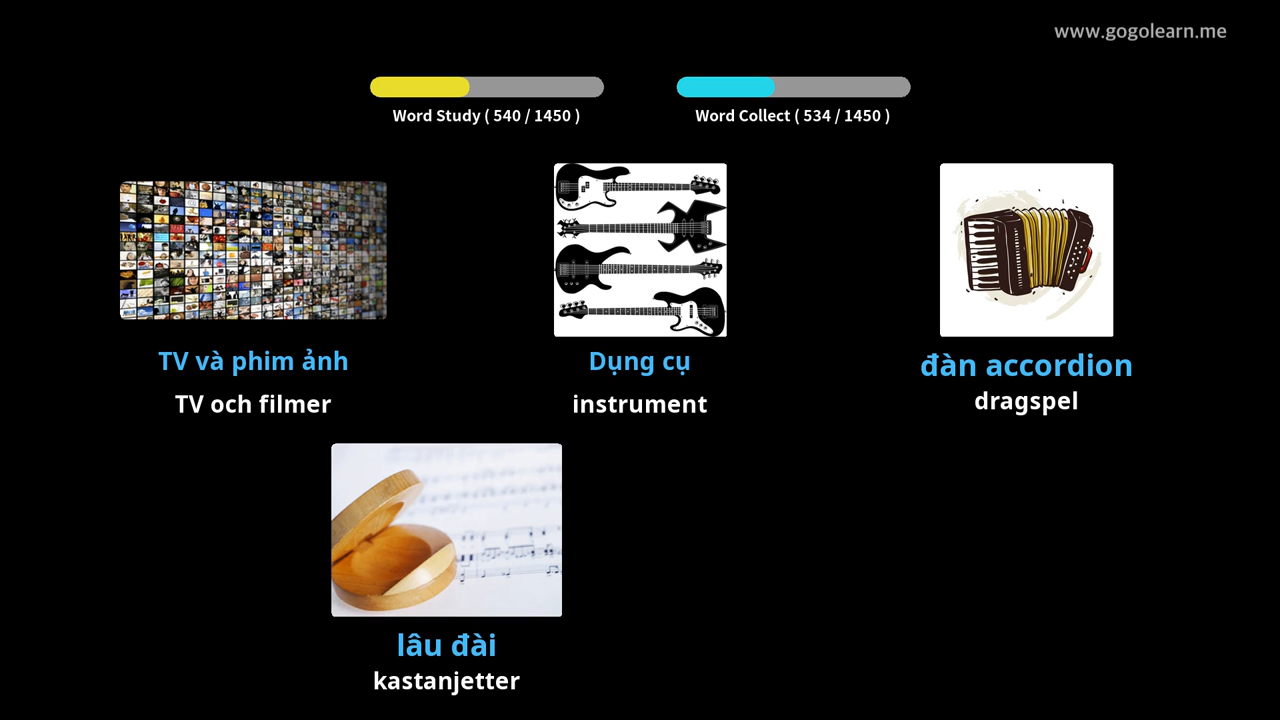 www.gogolearn.me
Word Study ( 540 / 1450 )
Word Collect ( 534 / 1450 )
TV và phim ảnh
TV och filmer
Dụng cụ
instrument
đàn accordion
dragspel
lâu đài
kastanjetter